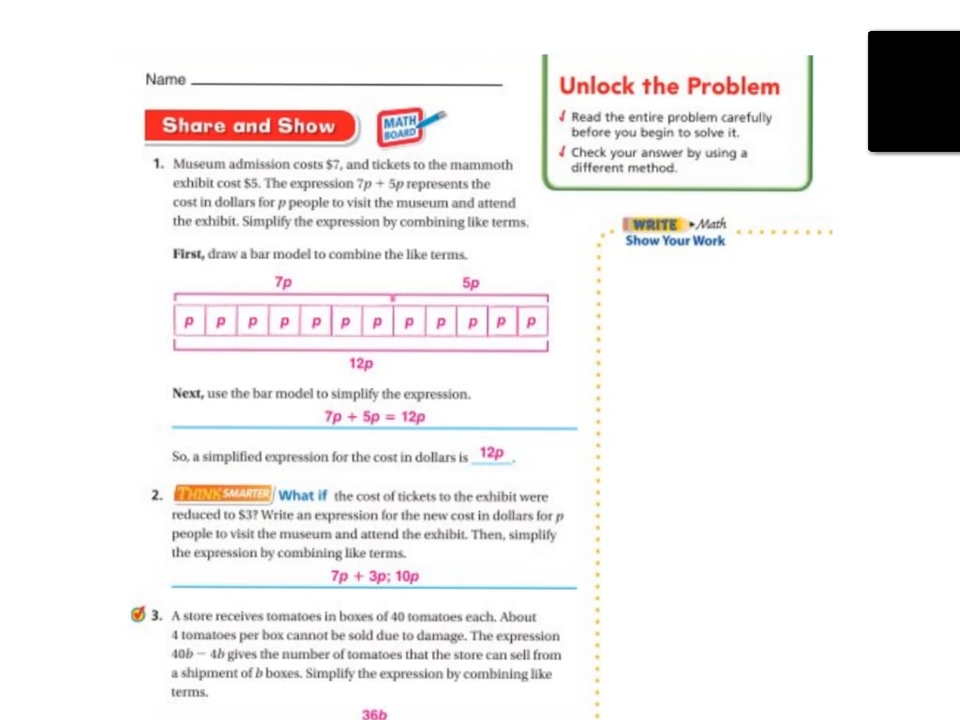 Name
Share and Show
MATH
BOARD
Unlock the Problem
Read the entire problem carefully
before you begin to solve it.
Check your answer by using a
different method.
1. Museum admission costs $7, and tickets to the mammoth
exhibit cost $5. The expression 7p + 5p represents the
cost in dollars for p people to visit the museum and attend
the exhibit. Simplify the expression by combining like terms.
WRITE Math
Show Your Work
First, draw a bar model to combine the like terms.
7p 5p
p p p p p p p p p p p p
12p
Next, use the bar model to simplify the expression.
7p + 5p = 12p
So, a simplified expression for the cost in dollars is 12p.
2. THINK SMARTER What if the cost of tickets to the exhibit were
reduced to $3? Write an expression for the new cost in dollars for p
people to visit the museum and attend the exhibit. Then, simplify
the expression by combining like terms.
7p + 3p; 10p
3. A store receives tomatoes in boxes of 40 tomatoes each. About
4 tomatoes per box cannot be sold due to damage. The expression
40b − 4b gives the number of tomatoes that the store can sell from
a shipment of b boxes. Simplify the expression by combining like
terms.
36b